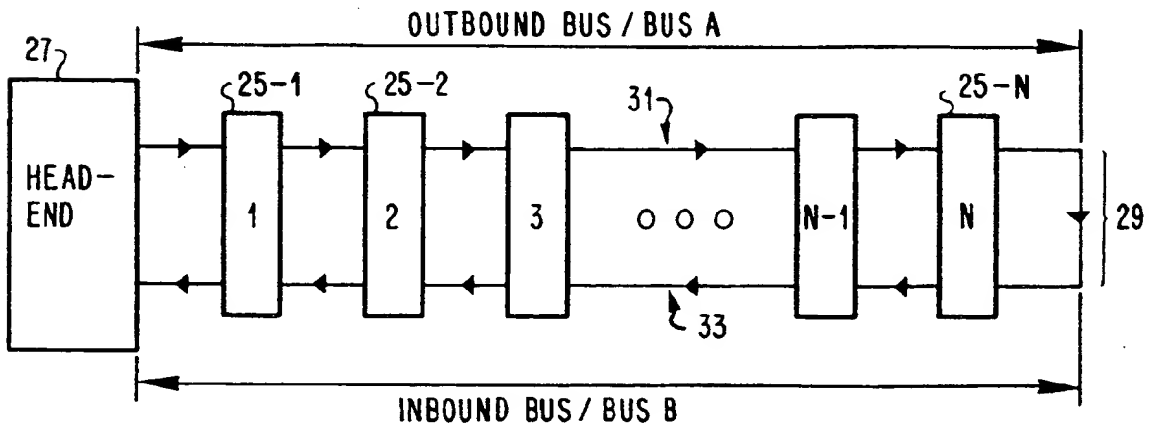 OUTBOUND BUS / BUS A
27
25-1
25-2
31
25-N
HEAD-
END
1
2
3
N-1
N
29
33
INBOUND BUS / BUS B